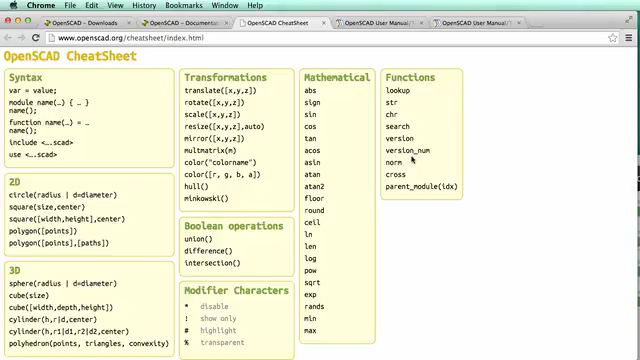 Chrome File Edit View History Bookmarks Window Help
OpenSCAD - Downloads
OpenSCAD - Documentat
OpenSCAD CheatSheet
OpenSCAD User Manual/T
OpenSCAD User Manual/T
www.openscad.org/cheatsheet/index.html
OpenSCAD CheatSheet
Syntax
var = value;
module name(…) { … }
name();
function name(…) = …
name();
include <….scad>
use <….scad>
2D
circle(radius | d=diameter)
square(size,center)
square([width,height],center)
polygon([points])
polygon([points],[paths])
3D
sphere(radius | d=diameter)
cube(size)
cube([width,depth,height])
cylinder(h,r|d,center)
cylinder(h,r1|d1,r2|d2,center)
polyhedron(points, triangles, convexity)
Transformations
translate([x,y,z])
rotate([x,y,z])
scale([x,y,z])
resize([x,y,z],auto)
mirror([x,y,z])
multmatrix(m)
color("colorname")
color([r, g, b, a])
hull()
minkowski()
Boolean operations
union()
difference()
intersection()
Modifier Characters
* disable
! show only
# highlight
% transparent
Mathematical
abs
sign
sin
cos
tan
acos
asin
atan
atan2
floor
round
ceil
ln
len
log
pow
sqrt
exp
rands
min
max
Functions
lookup
str
chr
search
version
version_num
norm
cross
parent_module(idx)